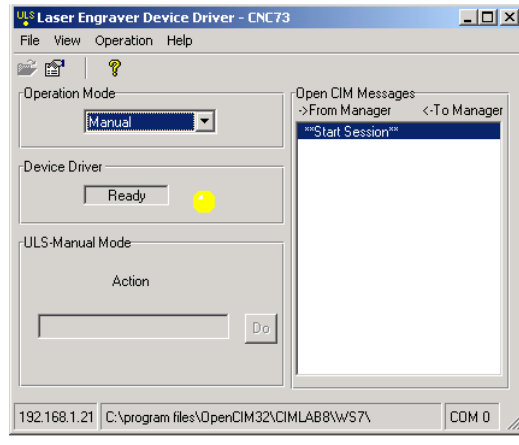 ULS Laser Engraver Device Driver - CNC73
File View Operation Help
Operation Mode
Manual
Device Driver
Ready
ULS-Manual Mode
Action
Do
Open CIM Messages
->From Manager <-To Manager
**Start Session**
192.168.1.21 C:\program files\OpenCIM32\CIMLAB8\WS7\ COM 0